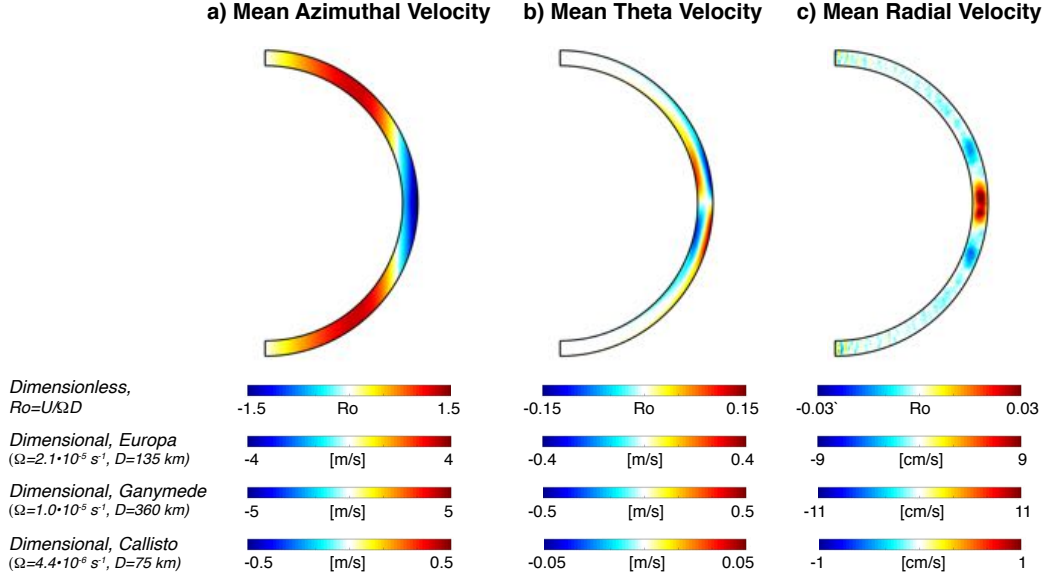 a) Mean Azimuthal Velocity b) Mean Theta Velocity c) Mean Radial Velocity
Dimensionless,
Ro=U/ΩD
-1.5 Ro 1.5 -0.15 Ro 0.15 -0.03` Ro 0.03
Dimensional, Europa
(Ω=2.1•10⁻⁵ s⁻¹, D=135 km)
-4 [m/s] 4 -0.4 [m/s] 0.4 -9 [cm/s] 9
Dimensional, Ganymede
(Ω=1.0•10⁻⁵ s⁻¹, D=360 km)
-5 [m/s] 5 -0.5 [m/s] 0.5 -11 [cm/s] 11
Dimensional, Callisto
(Ω=4.4•10⁻⁶ s⁻¹, D=75 km)
-0.5 [m/s] 0.5 -0.05 [m/s] 0.05 -1 [cm/s] 1